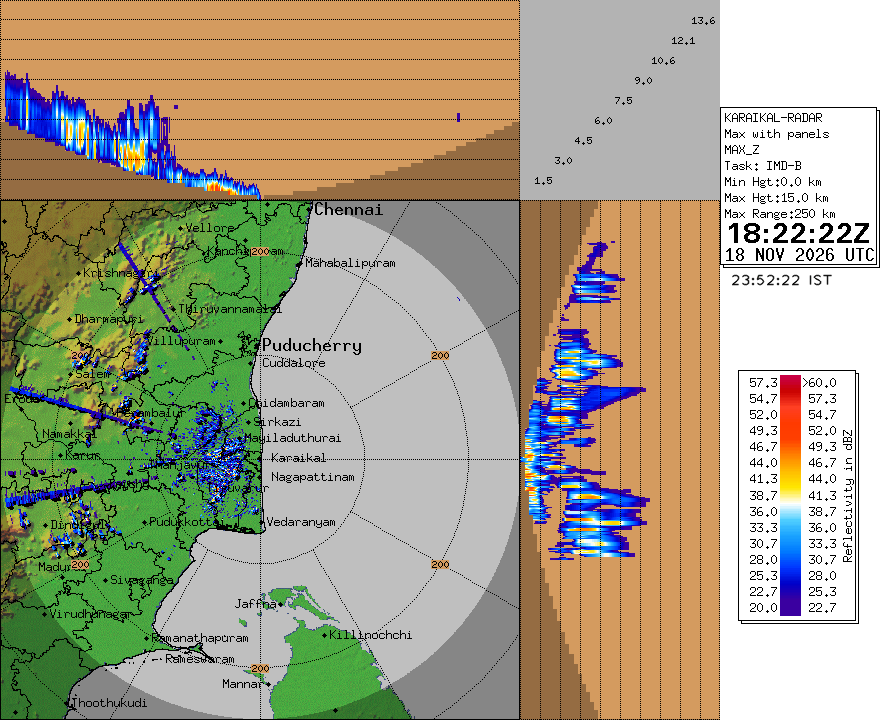 13.6
12.1
10.6
9.0
7.5
6.0
4.5
3.0
1.5
KARAIKAL-RADAR
Max with panels
MAX_Z
Task: IMD-B
Min Hgt:0.0 km
Max Hgt:15.0 km
Max Range:250 km
18:22:22Z
18 NOV 2026 UTC
23:52:22 IST
Chennai
Vellore
200
Mahabalipuram
Krishnagiri
Thiruvannamalai
Dharmapuri
Villupuram
Puducherry
200
200
Cuddalore
Salem
Erode
Perambalur
Chidambaram
Sirkazi
Namakkal
Mayiladuthurai
Karur
Karaikal
Nagapattinam
Pudukkottai
Vedaranyam
200
200
Sivaganga
Jaffna
Virudhunagar
Ramanathapuram
Killinochchi
Rameswaram
200
Mannar
Thoothukudi
57.3 >60.0
54.7 57.3
52.0 54.7
49.3 52.0
46.7 49.3
44.0 46.7
41.3 44.0
38.7 41.3
36.0 38.7
33.3 36.0
30.7 33.3
28.0 30.7
25.3 28.0
22.7 25.3
20.0 22.7
Reflectivity in dBZ